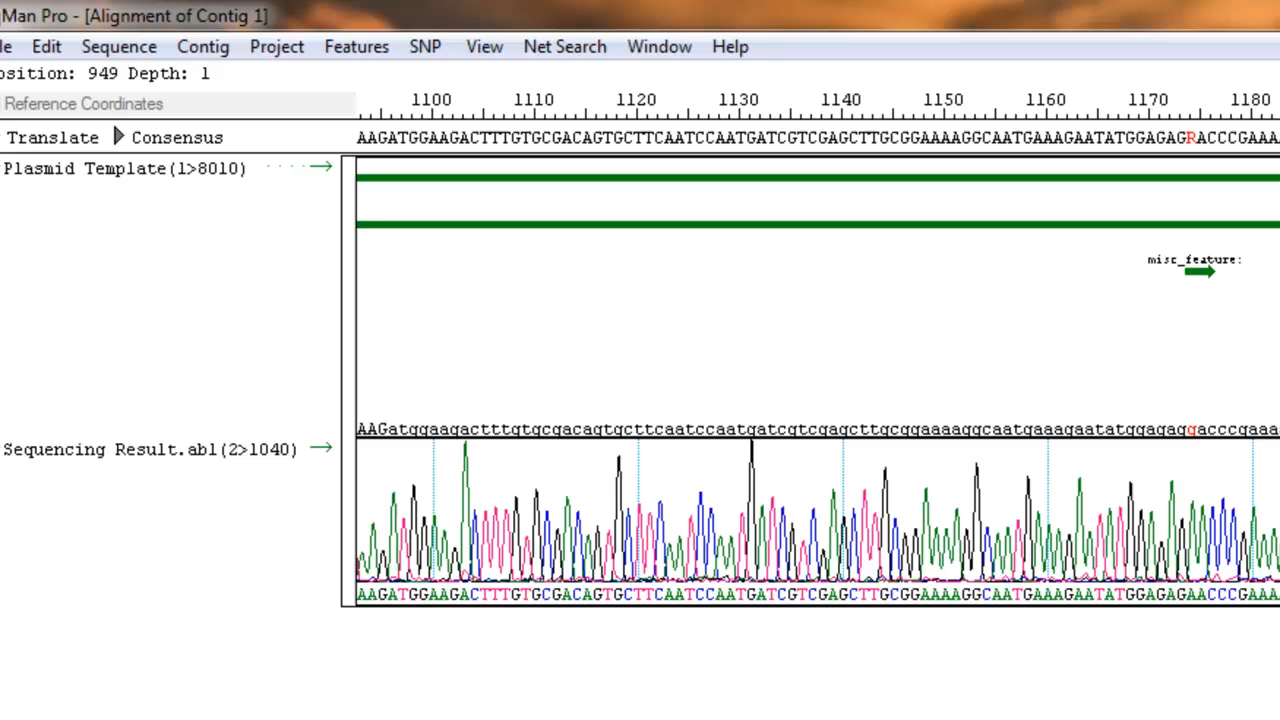 Man Pro - [Alignment of Contig 1]
le Edit Sequence Contig Project Features SNP View Net Search Window Help
osition: 949 Depth: 1
Reference Coordinates
1100 1110 1120 1130 1140 1150 1160 1170 1180
Translate Consensus AAGATGGAAGACTTTGTGCGACAGTGCTTCAATCCAATGATCGTCGAGCTTGCGGAAAAGGCAATGAAAGAATATGGAGAGRACCCGAAA
Plasmid Template(1>8010)
misc_feature:
AAGatggaagactttgtgcgacagtgcttcaatccaatgatcgtcgagcttgcggaaaaggcaatgaaagaatatggagaggacccgaaa
Sequencing Result.ab1(2>1040)
AAGATGGAAGACTTTGTGCGACAGTGCTTCAATCCAATGATCGTCGAGCTTGCGGAAAAGGCAATGAAAGAATATGGAGAGAACCCGAAA